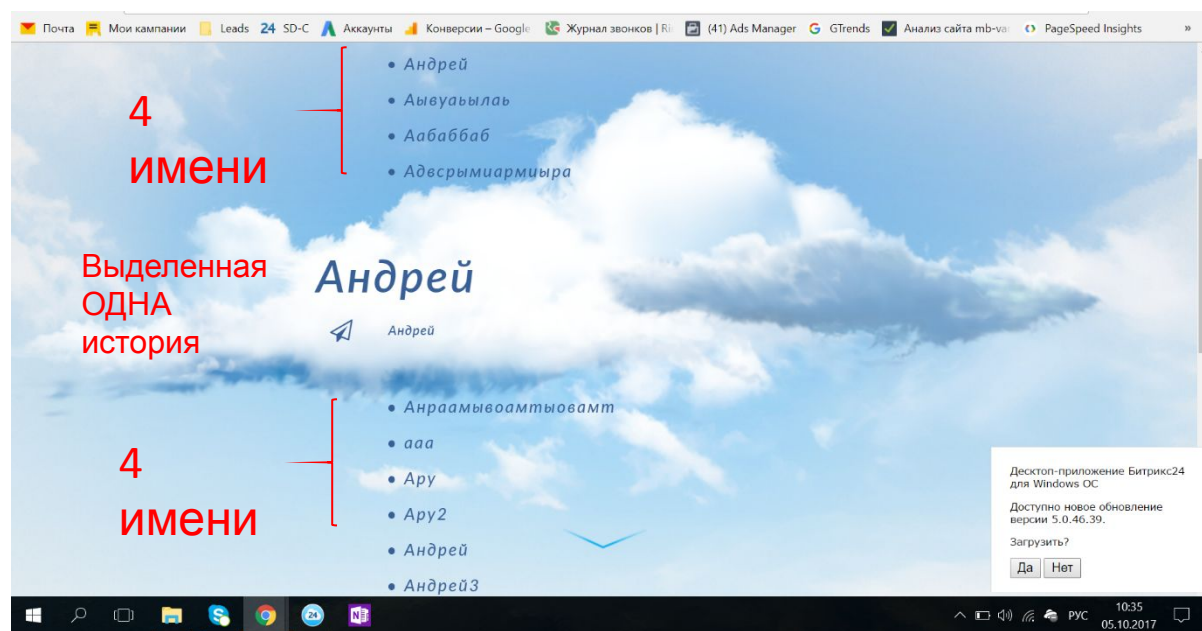 Почта Мои кампании Leads 24 SD-C Аккаунты Конверсии – Google Журнал звонков | Ri (41) Ads Manager GTrends Анализ сайта mb-va PageSpeed Insights »
Андрей
Аывуаьылаь
Аабаббаб
Адвсрымиармиыра
4
имени
Выделенная
ОДНА
история
Андрей
Андрей
Анраамывоамтыовамт
ааа
Ару
Ару2
Андрей
Андрей3
4
имени
Десктоп-приложение Битрикс24
для Windows ОС
Доступно новое обновление
версии 5.0.46.39.
Загрузить?
Да Нет
24 N РУС 10:35
05.10.2017